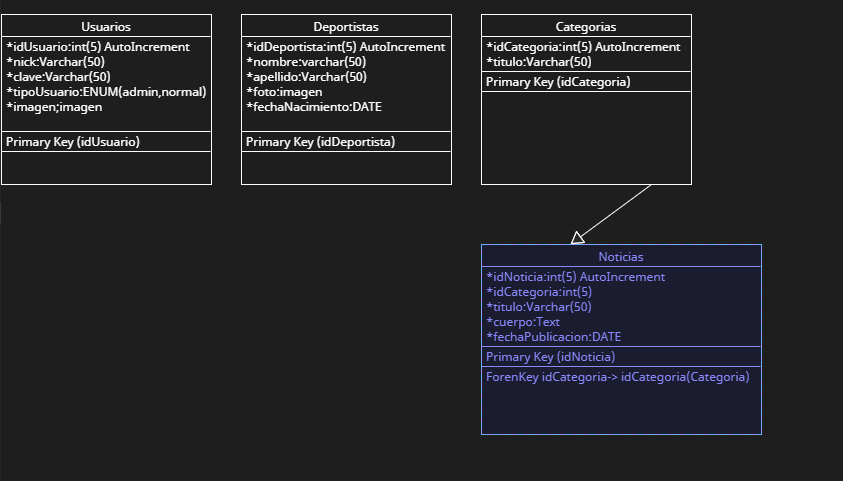 Usuarios
*idUsuario:int(5) AutoIncrement
*nick:Varchar(50)
*clave:Varchar(50)
*tipoUsuario:ENUM(admin,normal)
*imagen;imagen
Primary Key (idUsuario)
Deportistas
*idDeportista:int(5) AutoIncrement
*nombre:varchar(50)
*apellido:Varchar(50)
*foto:imagen
*fechaNacimiento:DATE
Primary Key (idDeportista)
Categorias
*idCategoria:int(5) AutoIncrement
*titulo:Varchar(50)
Primary Key (idCategoria)
Noticias
*idNoticia:int(5) AutoIncrement
*idCategoria:int(5)
*titulo:Varchar(50)
*cuerpo:Text
*fechaPublicacion:DATE
Primary Key (idNoticia)
ForenKey idCategoria-> idCategoria(Categoria)